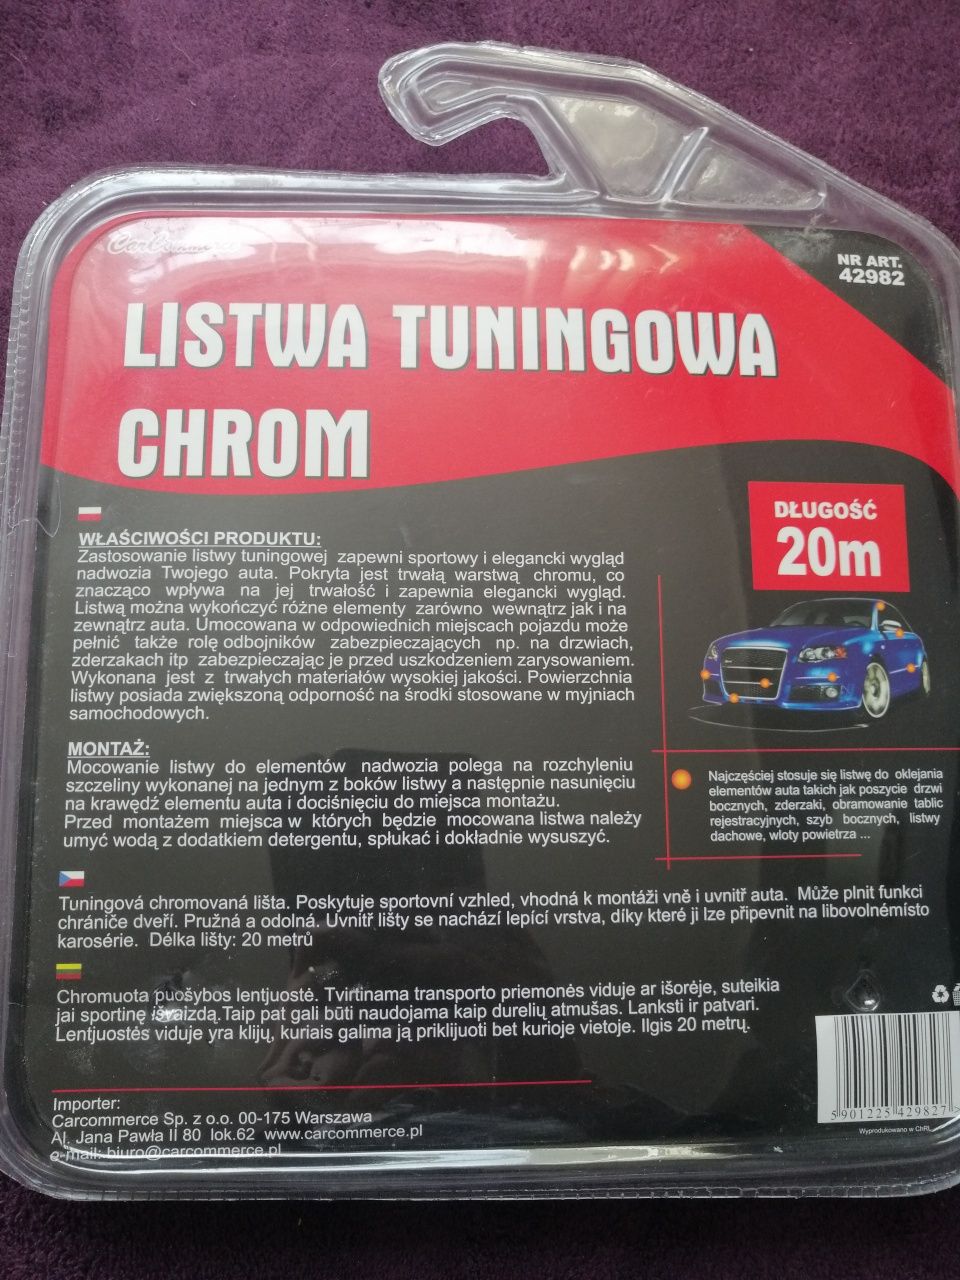 CarCommerce
NR ART.
42982
LISTWA TUNINGOWA
CHROM
DŁUGOŚĆ
20m
WŁAŚCIWOŚCI PRODUKTU:
Zastosowanie listwy tuningowej zapewni sportowy i elegancki wygląd
nadwozia Twojego auta. Pokryta jest trwałą warstwą chromu, co
znacząco wpływa na jej trwałość i zapewnia elegancki wygląd.
Listwą można wykończyć różne elementy zarówno wewnątrz jak i na
zewnątrz auta. Umocowana w odpowiednich miejscach pojazdu może
pełnić także rolę odbojników zabezpieczających np. na drzwiach,
zderzakach itp zabezpieczając je przed uszkodzeniem zarysowaniem.
Wykonana jest z trwałych materiałów wysokiej jakości. Powierzchnia
listwy posiada zwiększoną odporność na środki stosowane w myjniach
samochodowych.
MONTAŻ:
Mocowanie listwy do elementów nadwozia polega na rozchyleniu
szczeliny wykonanej na jednym z boków listwy a następnie nasunięciu
na krawędź elementu auta i dociśnięciu do miejsca montażu.
Przed montażem miejsca w których będzie mocowana listwa należy
umyć wodą z dodatkiem detergentu, spłukać i dokładnie wysuszyć.
Najczęściej stosuje się listwę do oklejania
elementów auta takich jak poszycie drzwi
bocznych, zderzaki, obramowanie tablic
rejestracyjnych, szyb bocznych, listwy
dachowe, wloty powietrza ...
Tuningová chromovaná lišta. Poskytuje sportovní vzhled, vhodná k montáži vně i uvnitř auta. Může plnit funkci
chrániče dveří. Pružná a odolná. Uvnitř lišty se nachází lepící vrstva, díky které ji lze připevnit na libovolnémísto
karosérie. Délka lišty: 20 metrů
Chromuota puošybos lentjuostė. Tvirtinama transporto priemonės viduje ar išorėje, suteikia
jai sportinę išvaizdą.Taip pat gali būti naudojama kaip durelių atmušas. Lanksti ir patvari.
Lentjuostės viduje yra klijų, kuriais galima ją priklijuoti bet kurioje vietoje. Ilgis 20 metrų.
Importer:
Carcommerce Sp. z o.o. 00-175 Warszawa
Al. Jana Pawła II 80 lok.62 www.carcommerce.pl
e-mail: biuro@carcommerce.pl
5 901225 429827 >
Wyprodukowano w ChRL